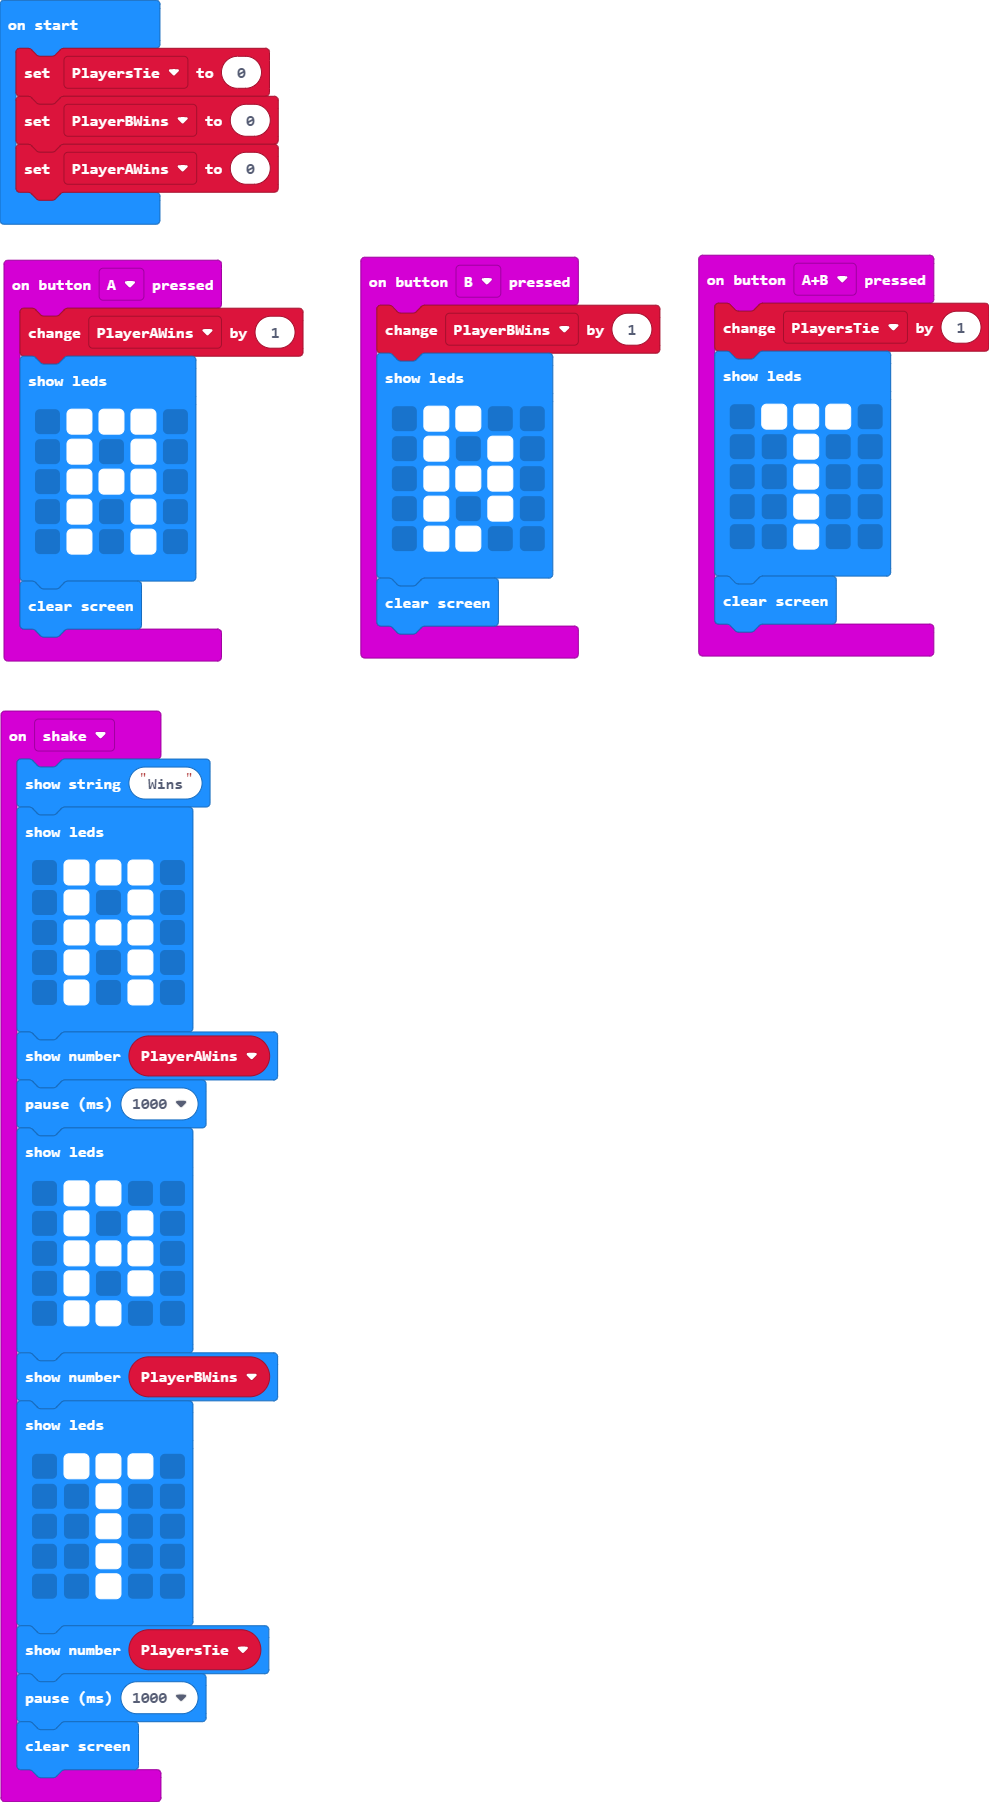 on start
set PlayersTie to 0
set PlayerBWins to 0
set PlayerAWins to 0
on button A pressed
change PlayerAWins by 1
show leds
clear screen
on button B pressed
change PlayerBWins by 1
show leds
clear screen
on button A+B pressed
change PlayersTie by 1
show leds
clear screen
on shake
show string "Wins"
show leds
show number PlayerAWins
pause (ms) 1000
show leds
show number PlayerBWins
show leds
show number PlayersTie
pause (ms) 1000
clear screen